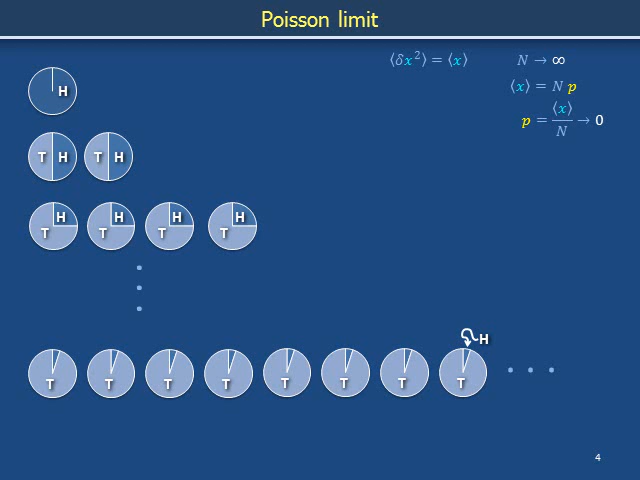 Poisson limit
⟨δx²⟩ = ⟨x⟩ N → ∞
⟨x⟩ = N p
p = ⟨x⟩/N → 0
H
T H T H
H H H H
T T T T
H
T T T T T T T T
4